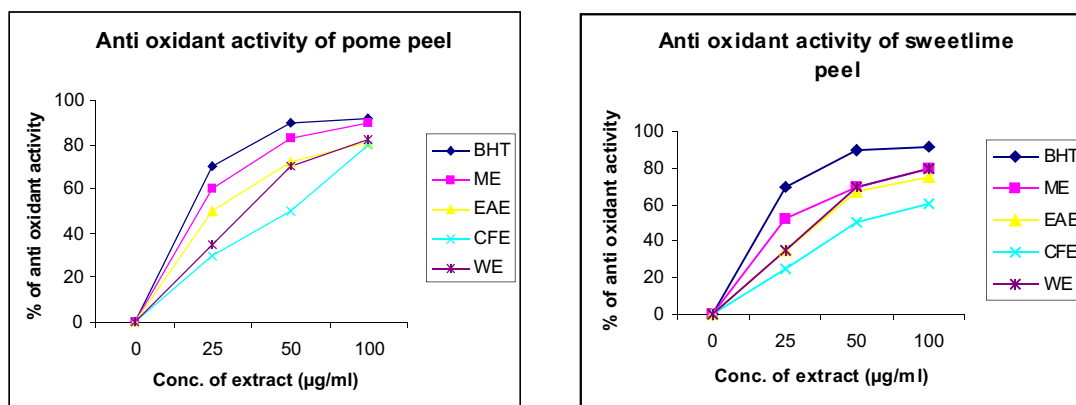 Anti oxidant activity of pome peel
% of anti oxidant activity
100
80
60
40
20
0
0 25 50 100
Conc. of extract (µg/ml)
BHT
ME
EAE
CFE
WE
Anti oxidant activity of sweetlime
peel
% of anti oxidant activity
100
80
60
40
20
0
0 25 50 100
Conc. of extract (µg/ml)
BHT
ME
EAE
CFE
WE